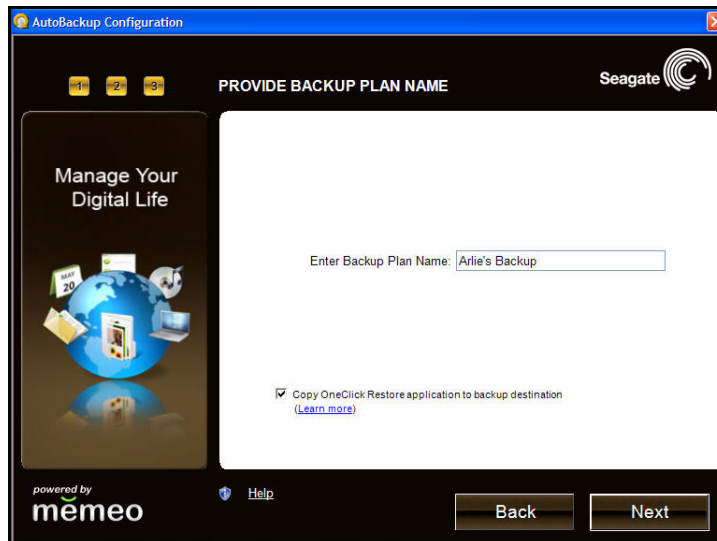 AutoBackup Configuration
1 2 3
PROVIDE BACKUP PLAN NAME
Seagate
Manage Your
Digital Life
MAY
20
Enter Backup Plan Name: Arlie's Backup
Copy OneClick Restore application to backup destination
(Learn more)
powered by
memeo
Help
Back
Next